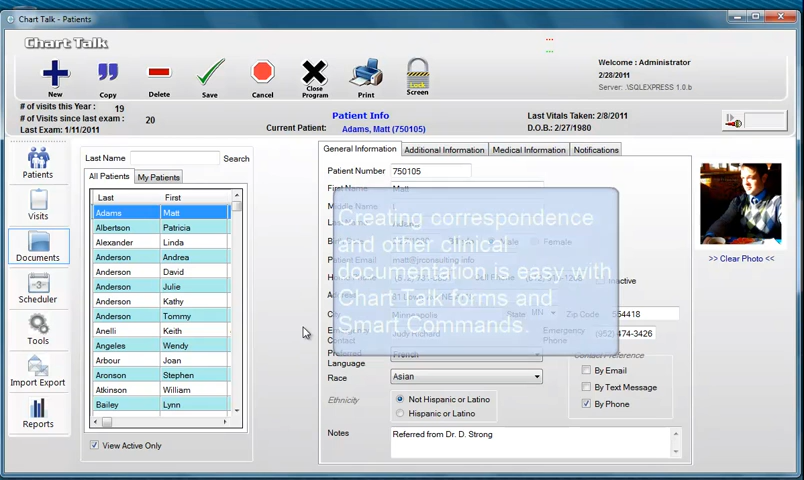 Chart Talk - Patients
Chart Talk
New
Copy
Delete
Save
Cancel
Close
Program
Print
Lock
Screen
Welcome : Administrator
2/28/2011
Server: .\SQLEXPRESS 1.0.b
# of visits this Year : 19
# of Visits since last exam : 20
Last Exam: 1/11/2011
Patient Info
Current Patient: Adams, Matt (750105)
Last Vitals Taken: 2/8/2011
D.O.B.: 2/27/1980
Patients
Visits
Documents
Scheduler
Tools
Import Export
Reports
Last Name
Search
All Patients
My Patients
Last First
Adams Matt
Albertson Patricia
Alexander Linda
Anderson Andrea
Anderson David
Anderson Julie
Anderson Kathy
Anderson Tommy
Anelli Keith
Angeles Wendy
Arbour Joan
Aronson Stephen
Atkinson William
Bailey Lynn
View Active Only
General Information
Additional Information
Medical Information
Notifications
Patient Number 750105
First Name Matt
Middle Name
Creating correspondence
and other clinical
documentation is easy with
Chart Talk forms and
Smart Commands.
Female
Patient Email
Inactive
City Minneapolis State MN Zip Code 554418
Emergency Contact Judy Richard
Emergency Phone (952) 474-3426
Preferred Language French
Race Asian
Ethnicity
Not Hispanic or Latino
Hispanic or Latino
Contact Preference
By Email
By Text Message
By Phone
Notes
Referred from Dr. D. Strong
>> Clear Photo <<